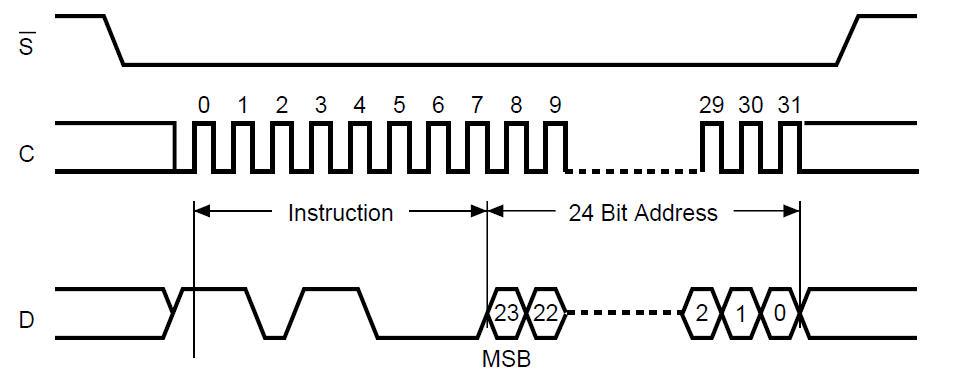 S̅
0 1 2 3 4 5 6 7 8 9 29 30 31
C
Instruction 24 Bit Address
D 23 22 2 1 0
MSB